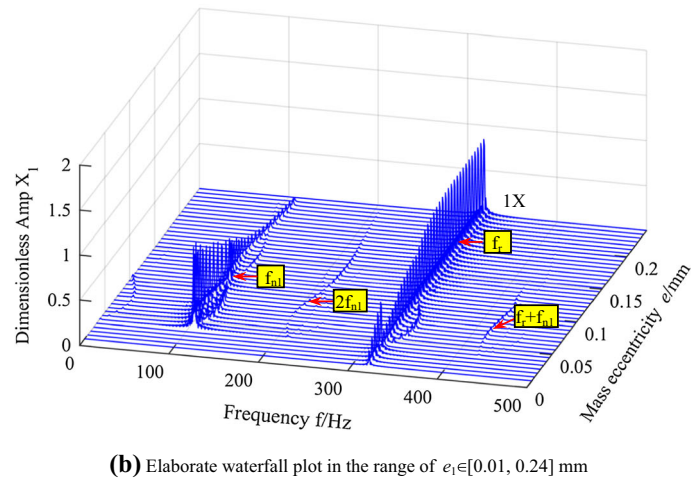 Dimensionless Amp X₁
2
1.5
1
0.5
0
0
100
200
300
400
500
Frequency f/Hz
0
0.05
0.1
0.15
0.2
Mass eccentricity e/mm
1X
fᵣ
fₙ₁
2fₙ₁
fᵣ+fₙ₁
(b) Elaborate waterfall plot in the range of e₁∈[0.01, 0.24] mm